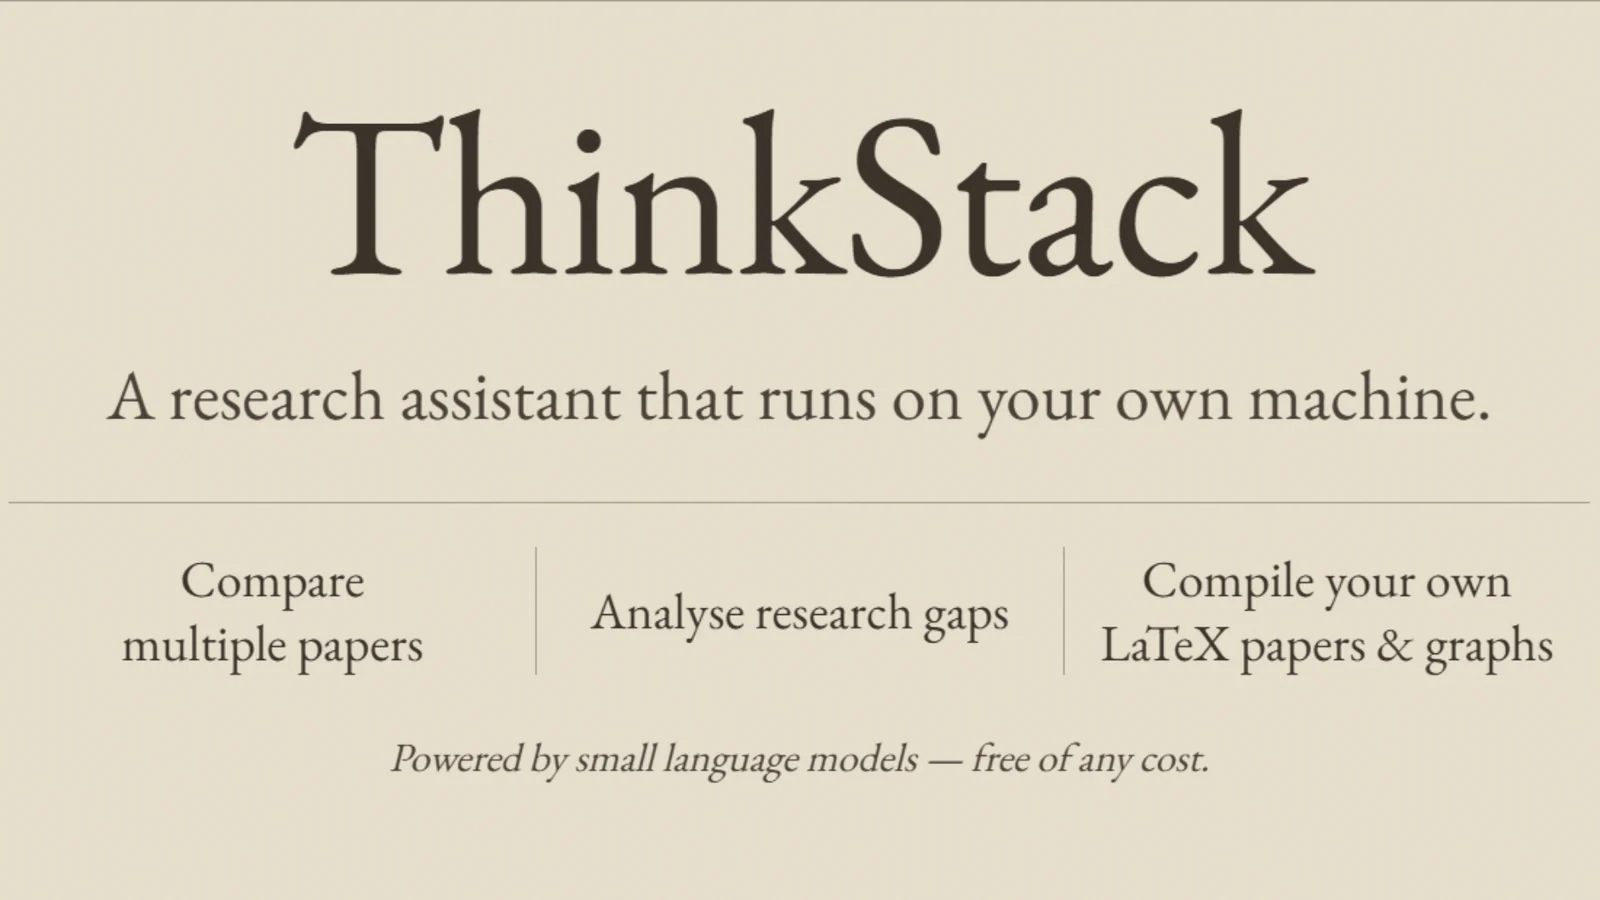 ThinkStack
A research assistant that runs on your own machine.
Compare
multiple papers
Analyse research gaps
Compile your own
LaTeX papers & graphs
Powered by small language models — free of any cost.